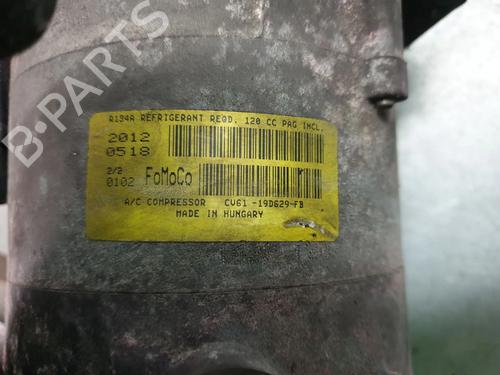 R134A REFRIGERANT REQD. 120 CC PAG INCL.
2012
0518
2/2
0102 FoMoCo
A/C COMPRESSOR CV61 -19D629-FB
MADE IN HUNGARY